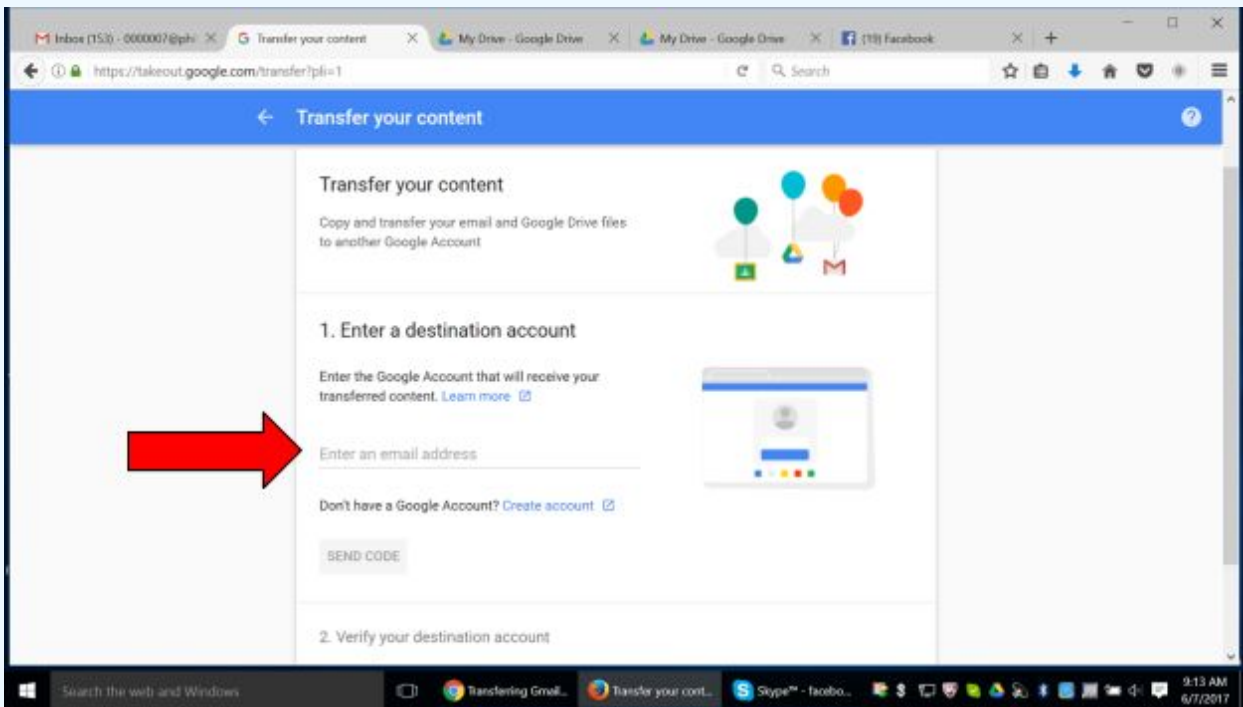 Inbox (153) - 0000007@phi
Transfer your content
My Drive - Google Drive
My Drive - Google Drive
(19) Facebook
https://takeout.google.com/transfer?pli=1
Search
Transfer your content
Transfer your content
Copy and transfer your email and Google Drive files
to another Google Account
1. Enter a destination account
Enter the Google Account that will receive your
transferred content. Learn more
Enter an email address
Don't have a Google Account? Create account
SEND CODE
2. Verify your destination account
Search the web and Windows
Transferring Gmail...
Transfer your cont...
Skype™ - facebo...
9:13 AM
6/7/2017